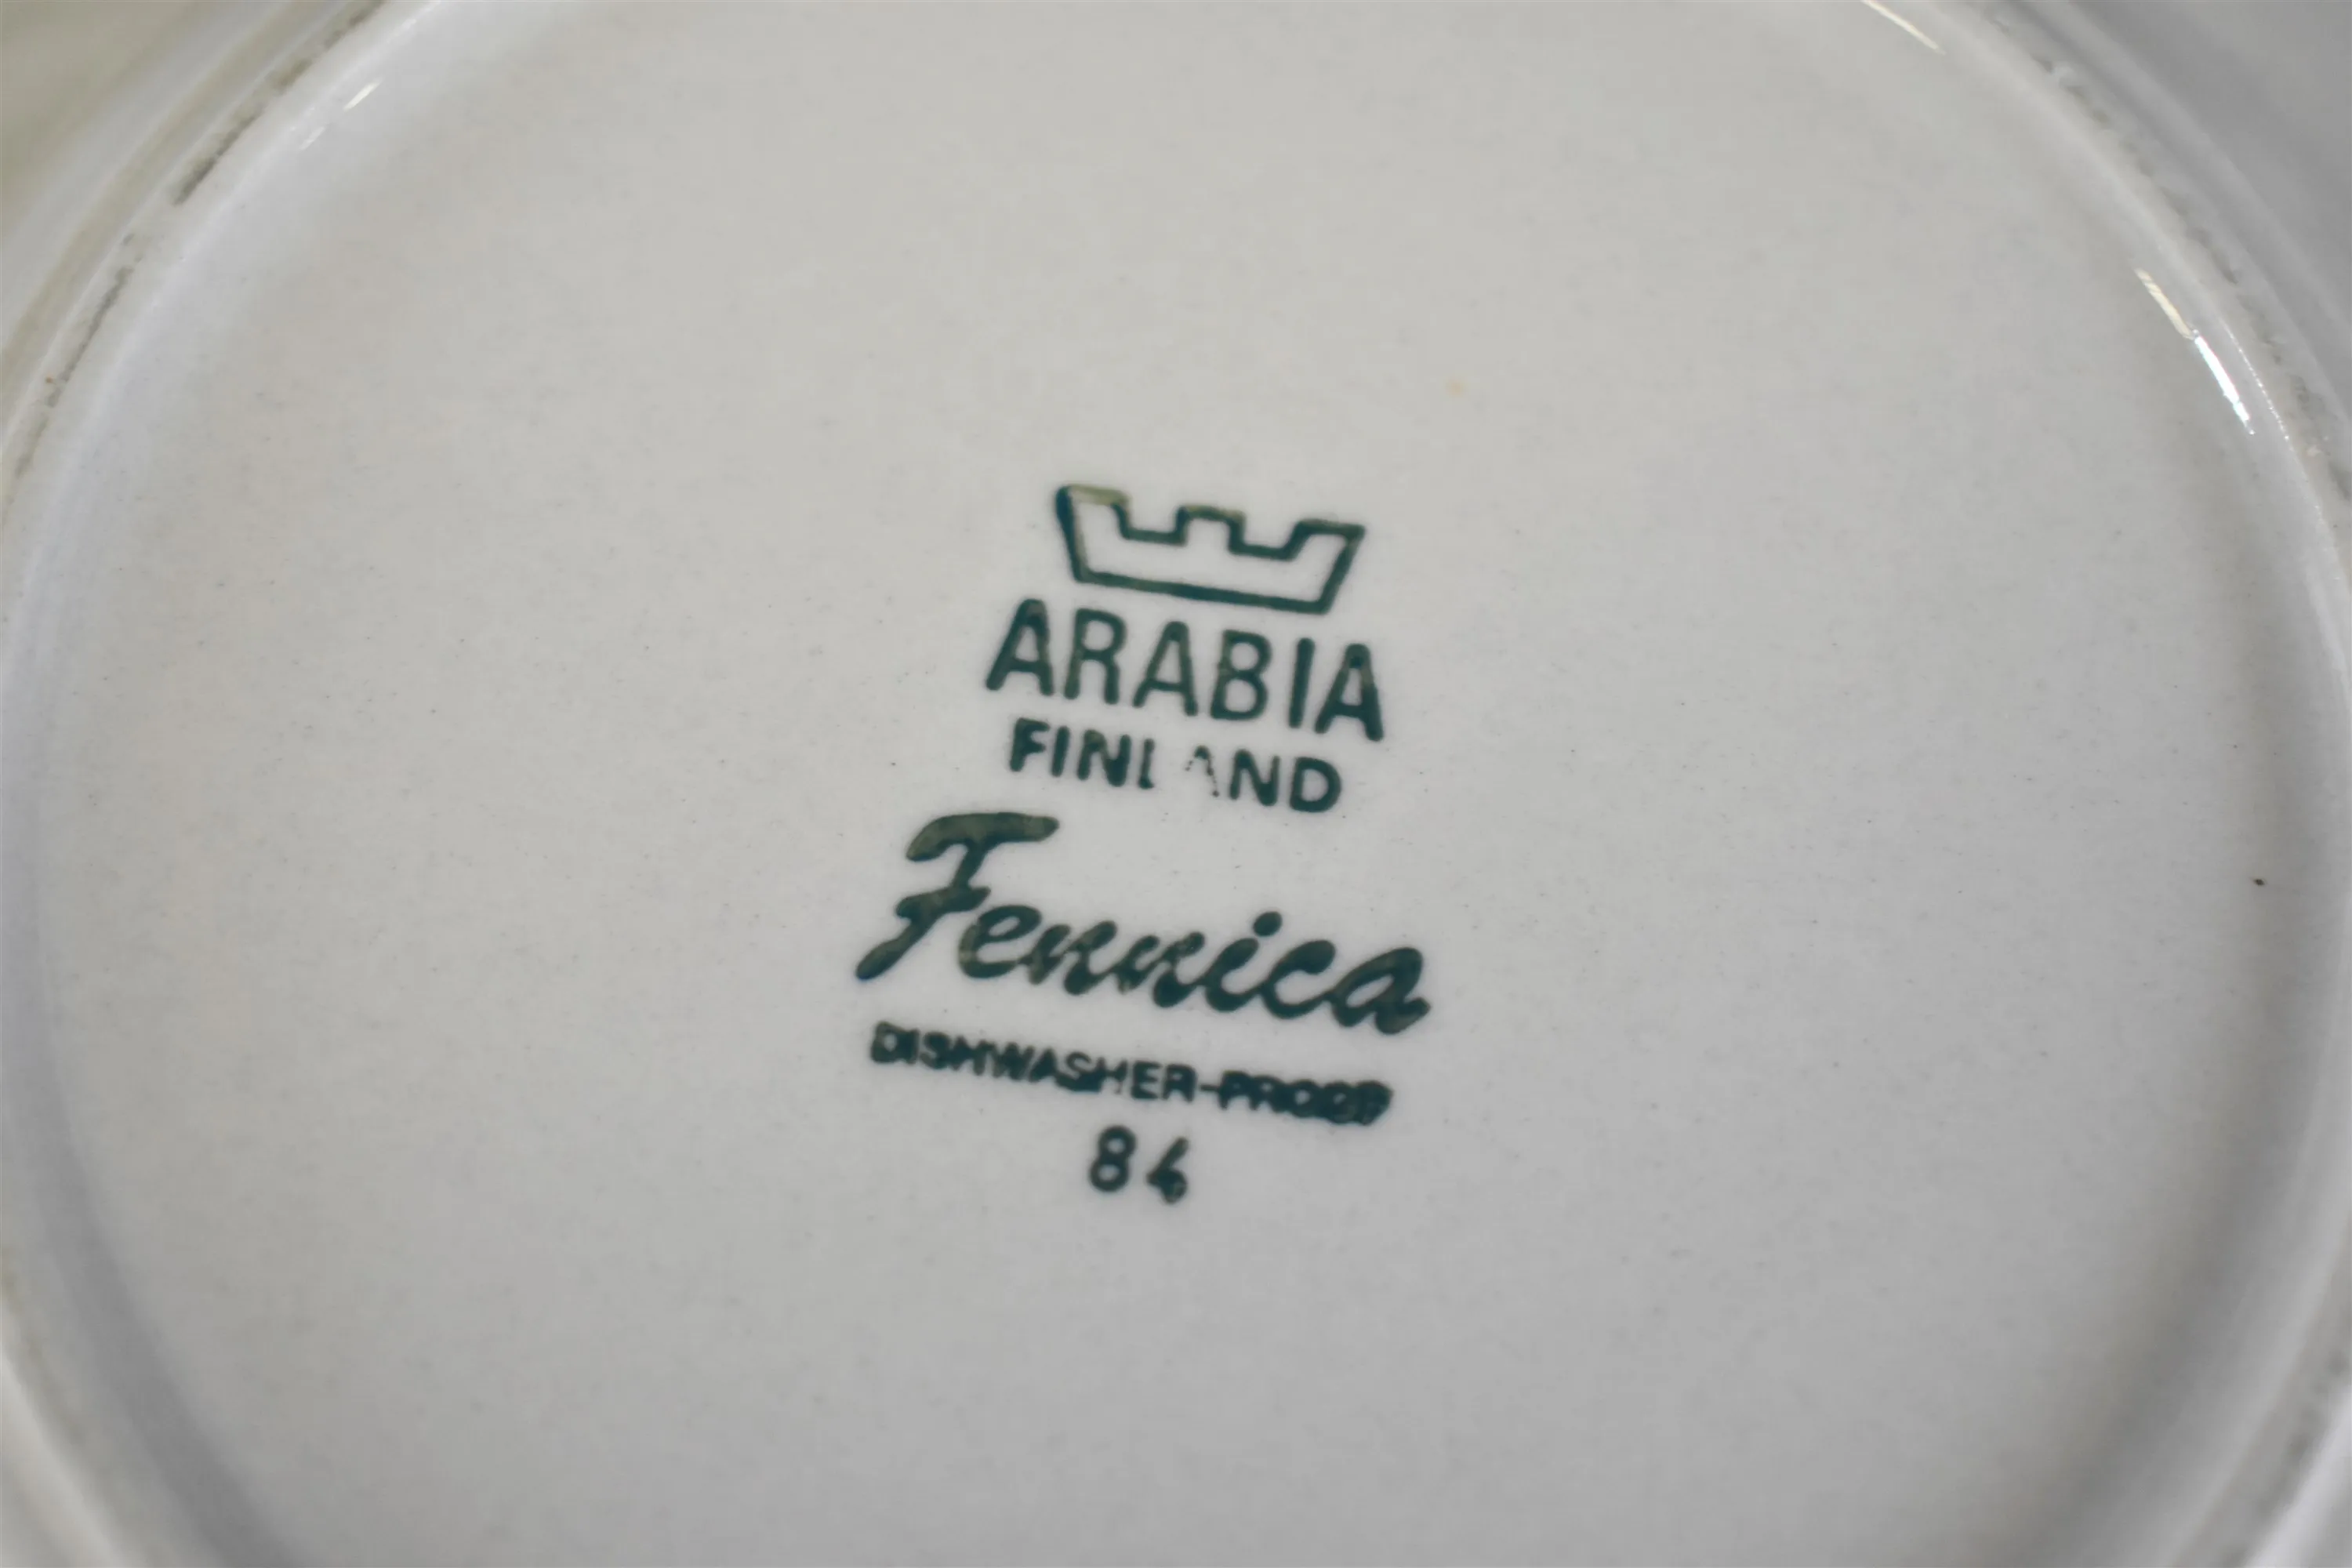 ARABIA
FINLAND
Fennica
DISHWASHER-PROOF
84